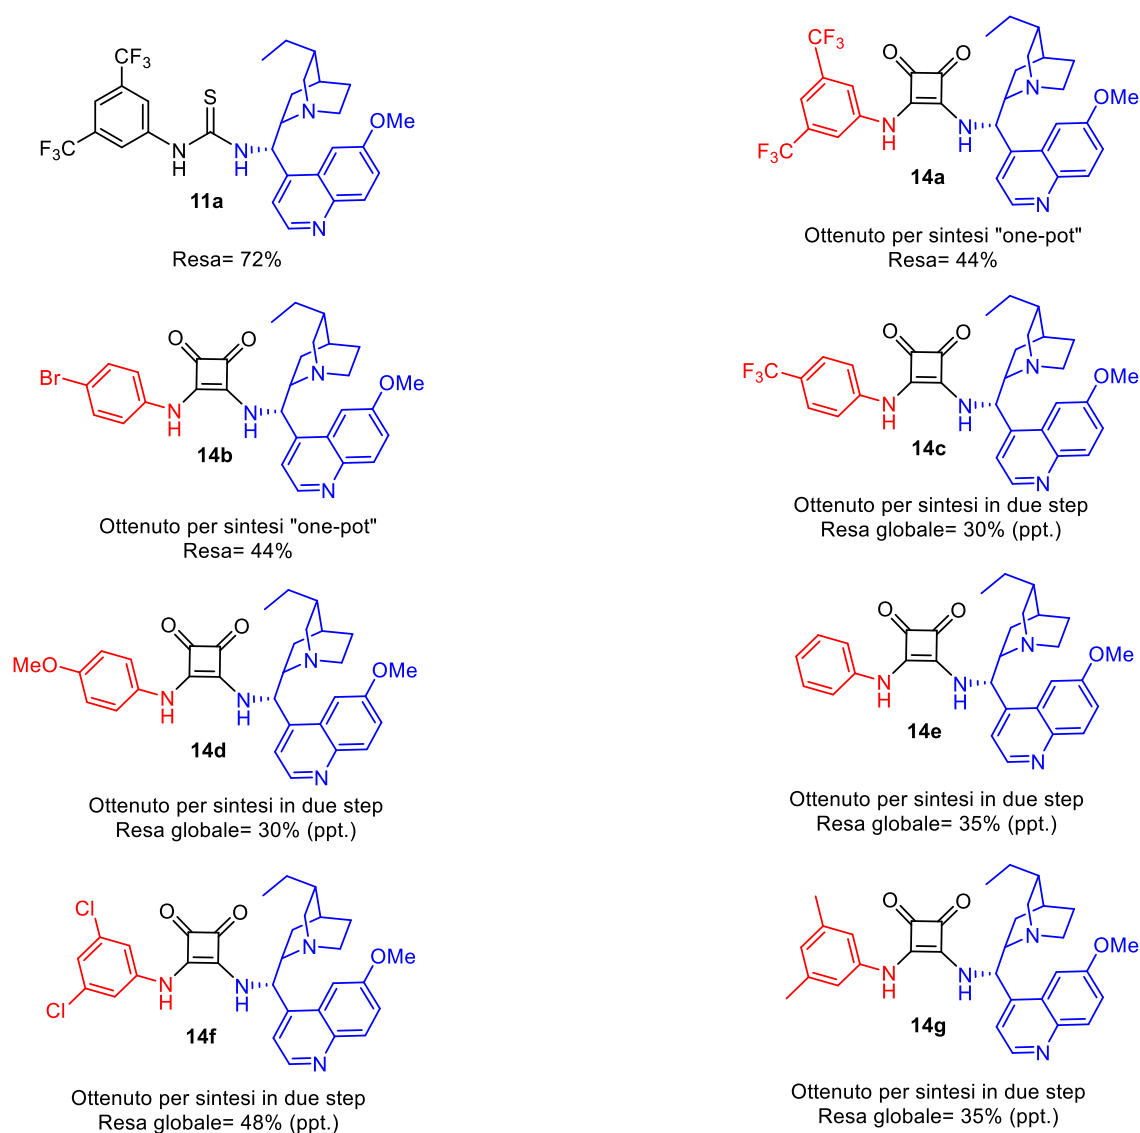 CF3
F3C
S
N
H
N
H
N
OMe
N
11a
Resa= 72%
CF3
F3C
O
O
N
H
N
H
N
OMe
N
14a
Ottenuto per sintesi "one-pot"
Resa= 44%
Br
O
O
N
H
N
H
N
OMe
N
14b
Ottenuto per sintesi "one-pot"
Resa= 44%
F3C
O
O
N
H
N
H
N
OMe
N
14c
Ottenuto per sintesi in due step
Resa globale= 30% (ppt.)
MeO
O
O
N
H
N
H
N
OMe
N
14d
Ottenuto per sintesi in due step
Resa globale= 30% (ppt.)
O
O
N
H
N
H
N
OMe
N
14e
Ottenuto per sintesi in due step
Resa globale= 35% (ppt.)
Cl
Cl
O
O
N
H
N
H
N
OMe
N
14f
Ottenuto per sintesi in due step
Resa globale= 48% (ppt.)
O
O
N
H
N
H
N
OMe
N
14g
Ottenuto per sintesi in due step
Resa globale= 35% (ppt.)